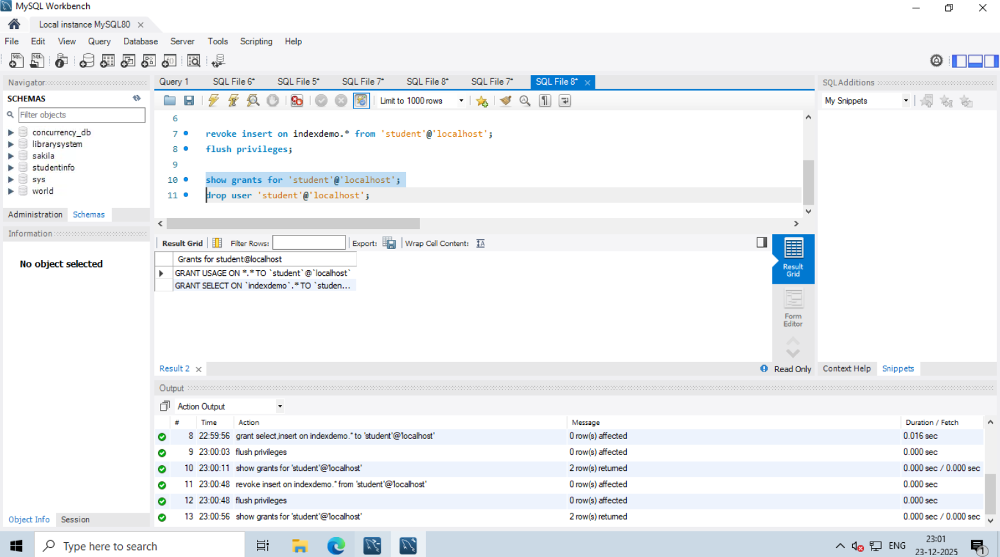 MySQL Workbench
Local instance MySQL80
File Edit View Query Database Server Tools Scripting Help
Navigator
SCHEMAS
Filter objects
concurrency_db
librarysystem
sakila
studentinfo
sys
world
Administration Schemas
Information
No object selected
Object Info Session
Query 1 SQL File 6* SQL File 5* SQL File 7* SQL File 8* SQL File 7* SQL File 8*
Limit to 1000 rows
6
7 revoke insert on indexdemo.* from 'student'@'localhost';
8 flush privileges;
9
10 show grants for 'student'@'localhost';
11 drop user 'student'@'localhost';
Result Grid Filter Rows: Export: Wrap Cell Content:
Grants for student@localhost
GRANT USAGE ON *.* TO `student`@`localhost`
GRANT SELECT ON `indexdemo`.* TO `studen...
Result
Grid
Form
Editor
Result 2
Read Only
SQLAdditions
My Snippets
Context Help Snippets
Output
Action Output
# Time Action Message Duration / Fetch
8 22:59:56 grant select,insert on indexdemo.* to 'student'@'localhost' 0 row(s) affected 0.016 sec
9 23:00:03 flush privileges 0 row(s) affected 0.000 sec
10 23:00:11 show grants for 'student'@'localhost' 2 row(s) returned 0.000 sec / 0.000 sec
11 23:00:48 revoke insert on indexdemo.* from 'student'@'localhost' 0 row(s) affected 0.000 sec
12 23:00:48 flush privileges 0 row(s) affected 0.000 sec
13 23:00:56 show grants for 'student'@'localhost' 2 row(s) returned 0.000 sec / 0.000 sec
Type here to search
ENG
23:01
23-12-2025
1